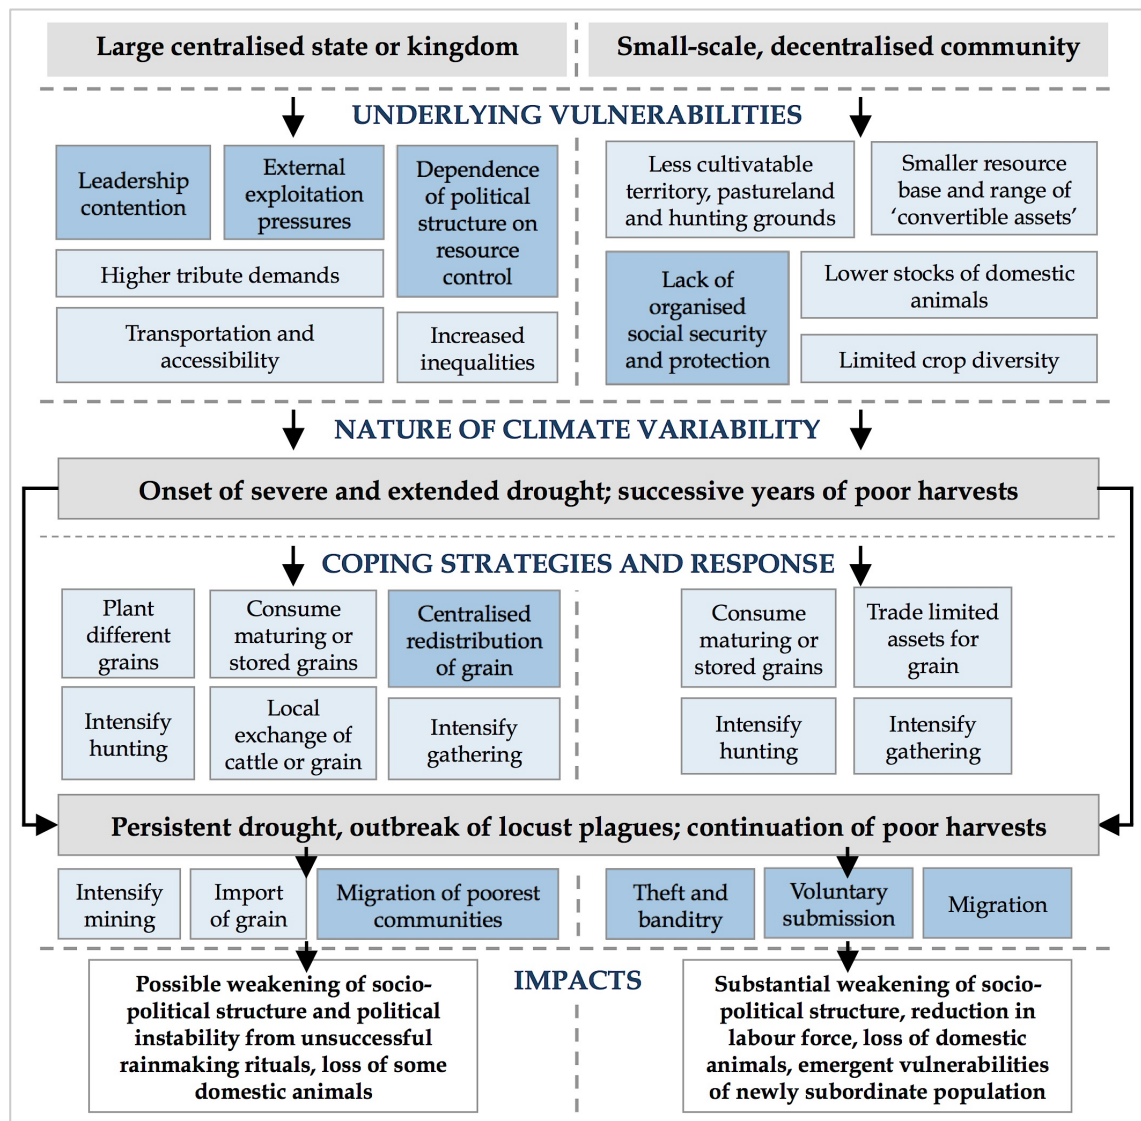 Large centralised state or kingdom
Small-scale, decentralised community
UNDERLYING VULNERABILITIES
Leadership
contention
External
exploitation
pressures
Dependence
of political
structure on
resource
control
Higher tribute demands
Transportation and
accessibility
Increased
inequalities
Less cultivatable
territory, pastureland
and hunting grounds
Smaller resource
base and range of
‘convertible assets’
Lack of
organised
social security
and protection
Lower stocks of domestic
animals
Limited crop diversity
NATURE OF CLIMATE VARIABILITY
Onset of severe and extended drought; successive years of poor harvests
COPING STRATEGIES AND RESPONSE
Plant
different
grains
Consume
maturing or
stored grains
Centralised
redistribution
of grain
Intensify
hunting
Local
exchange of
cattle or grain
Intensify
gathering
Consume
maturing or
stored grains
Trade limited
assets for
grain
Intensify
hunting
Intensify
gathering
Persistent drought, outbreak of locust plagues; continuation of poor harvests
Intensify
mining
Import
of grain
Migration of poorest
communities
Theft and
banditry
Voluntary
submission
Migration
IMPACTS
Possible weakening of socio-
political structure and political
instability from unsuccessful
rainmaking rituals, loss of some
domestic animals
Substantial weakening of socio-
political structure, reduction in
labour force, loss of domestic
animals, emergent vulnerabilities
of newly subordinate population